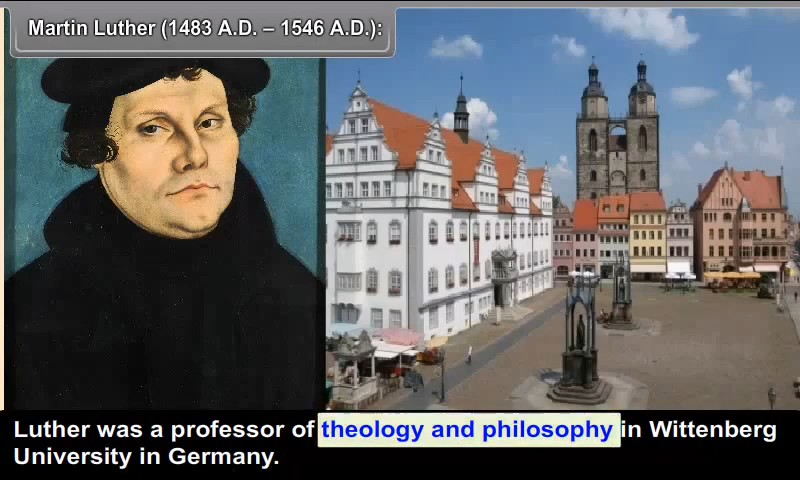 Martin Luther (1483 A.D. – 1546 A.D.):
Luther was a professor of theology and philosophy in Wittenberg
University in Germany.